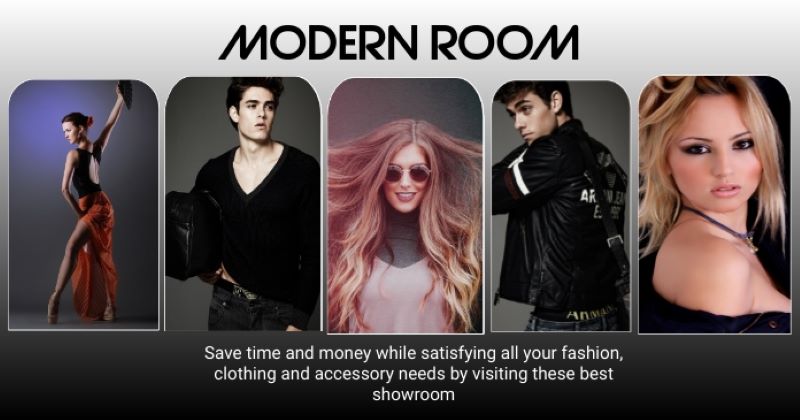 MODERN ROOM
ARMANI
Save time and money while satisfying all your fashion,
clothing and accessory needs by visiting these best
showroom